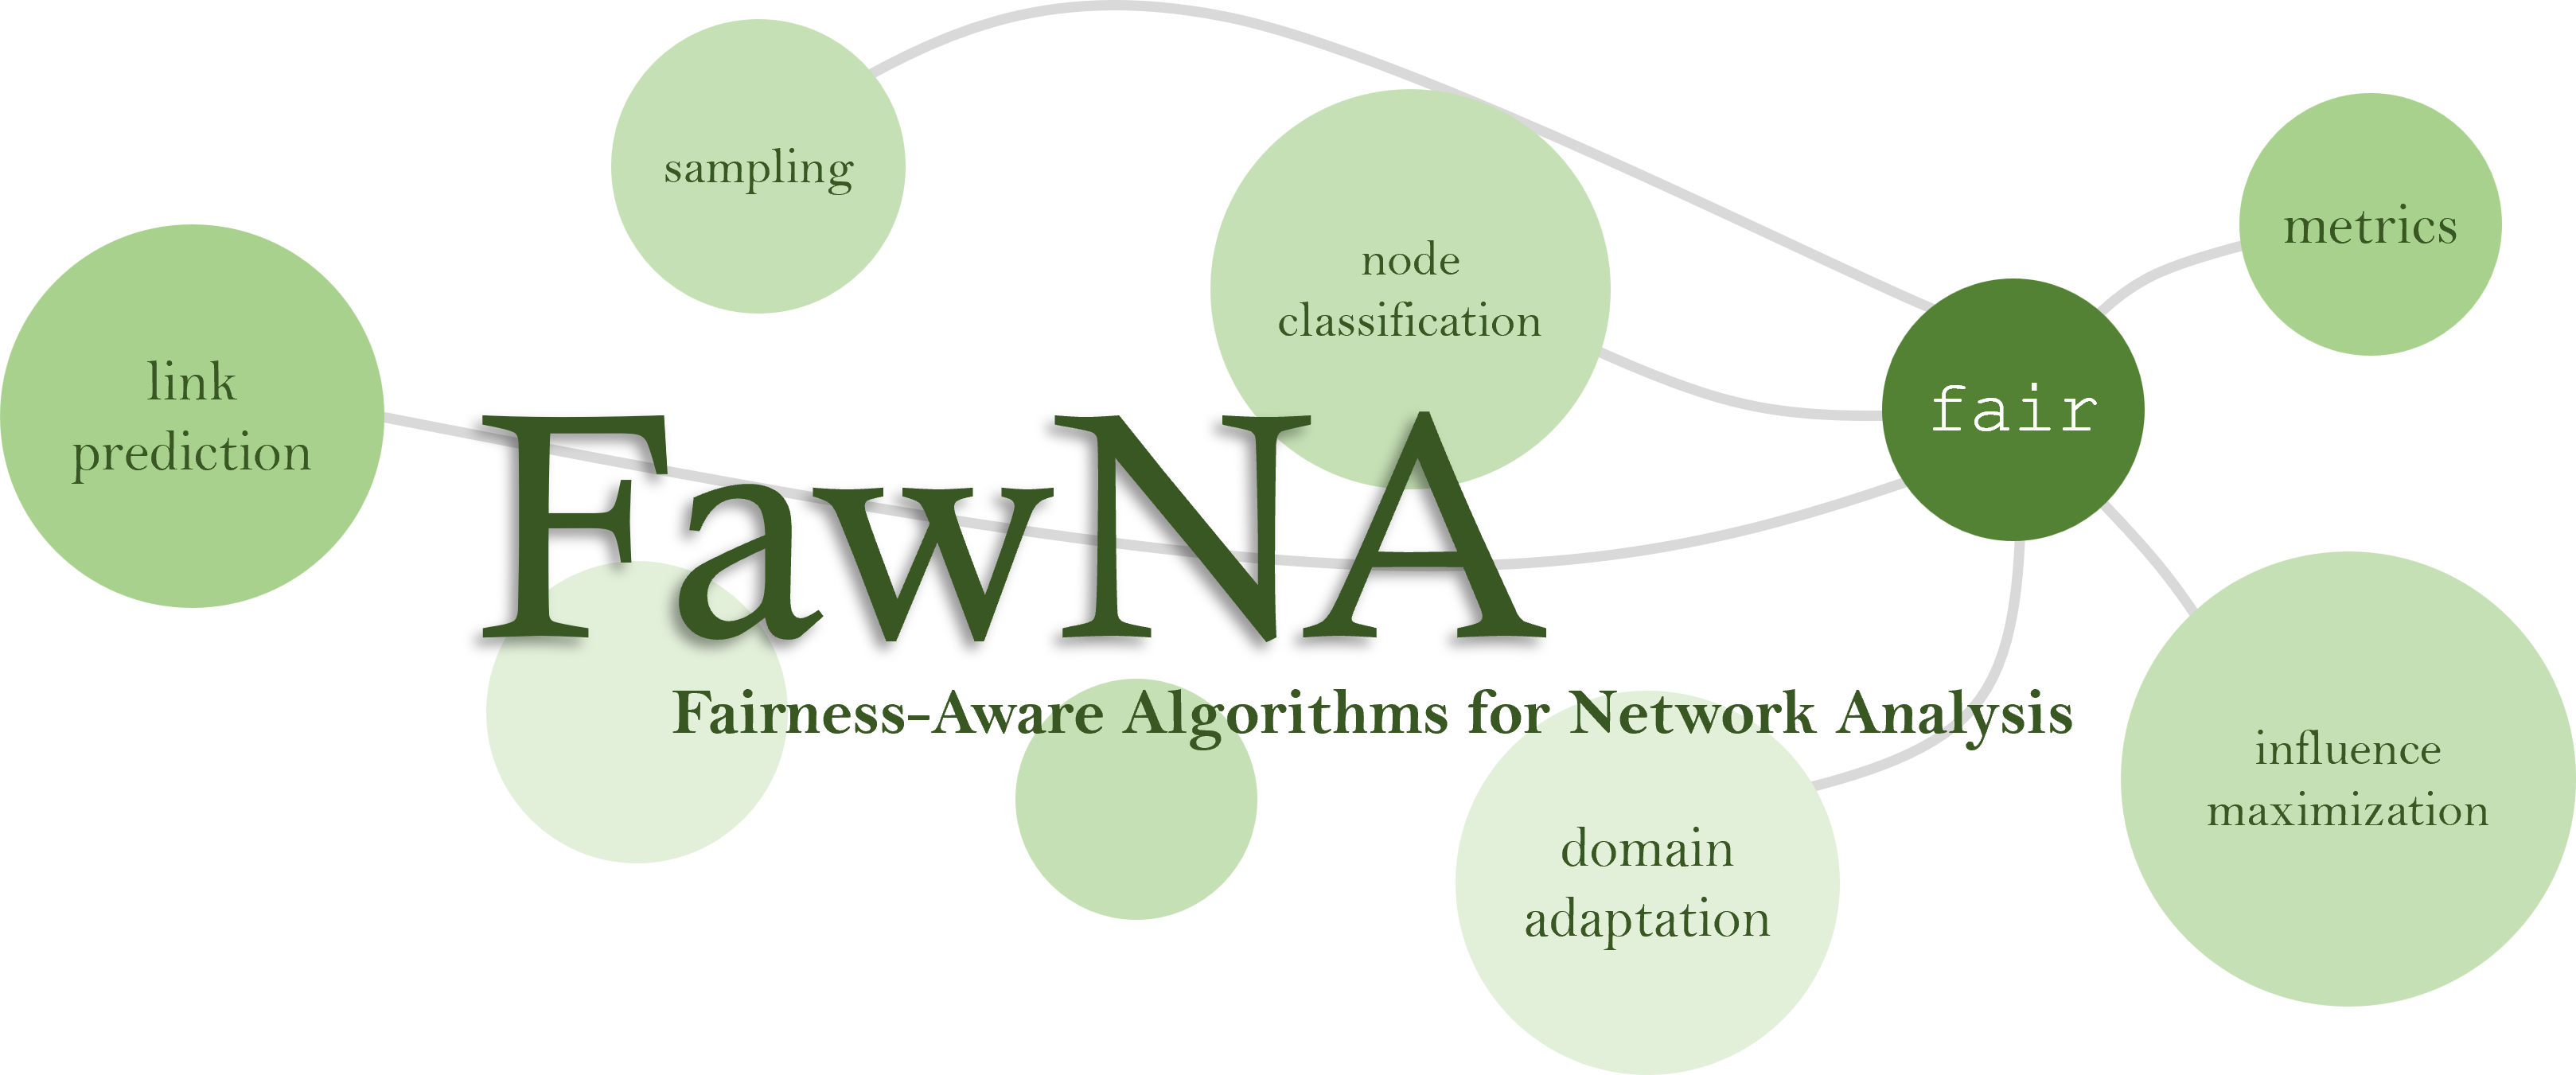 sampling
metrics
node
classification
link
prediction
fair
FawNA
Fairness-Aware Algorithms for Network Analysis
influence
maximization
domain
adaptation